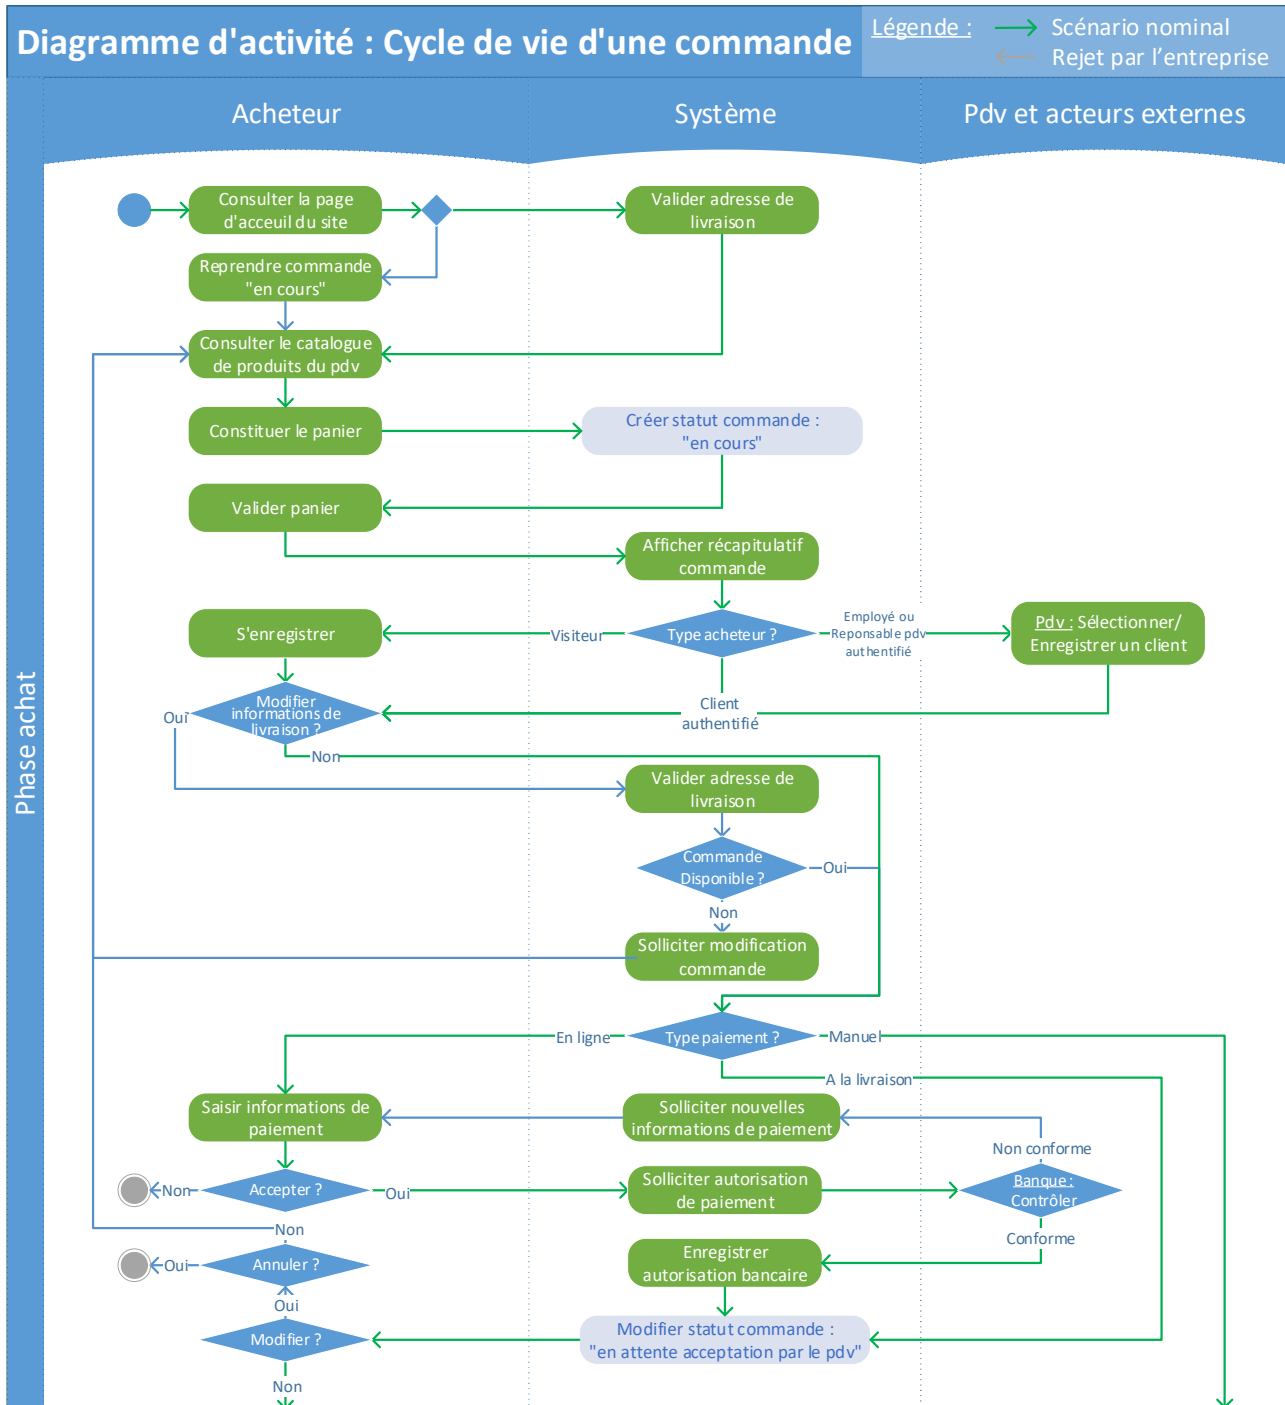 Diagramme d'activité : Cycle de vie d'une commande
Légende :
Scénario nominal
Rejet par l'entreprise
Acheteur
Système
Pdv et acteurs externes
Phase achat
Consulter la page
d'acceuil du site
Valider adresse de
livraison
Reprendre commande
"en cours"
Consulter le catalogue
de produits du pdv
Constituer le panier
Créer statut commande :
"en cours"
Valider panier
Afficher récapitulatif
commande
S'enregistrer
Visiteur
Type acheteur ?
Employé ou
Reponsable pdv
authentifié
Pdv : Sélectionner/
Enregistrer un client
Modifier
informations de
livraison ?
Oui
Client
authentifié
Non
Valider adresse de
livraison
Commande
Disponible ?
Oui
Non
Solliciter modification
commande
En ligne
Type paiement ?
Manuel
A la livraison
Saisir informations de
paiement
Solliciter nouvelles
informations de paiement
Non conforme
Non
Accepter ?
Oui
Solliciter autorisation
de paiement
Banque :
Contrôler
Non
Conforme
Oui
Annuler ?
Enregistrer
autorisation bancaire
Oui
Modifier ?
Modifier statut commande :
"en attente acceptation par le pdv"
Non